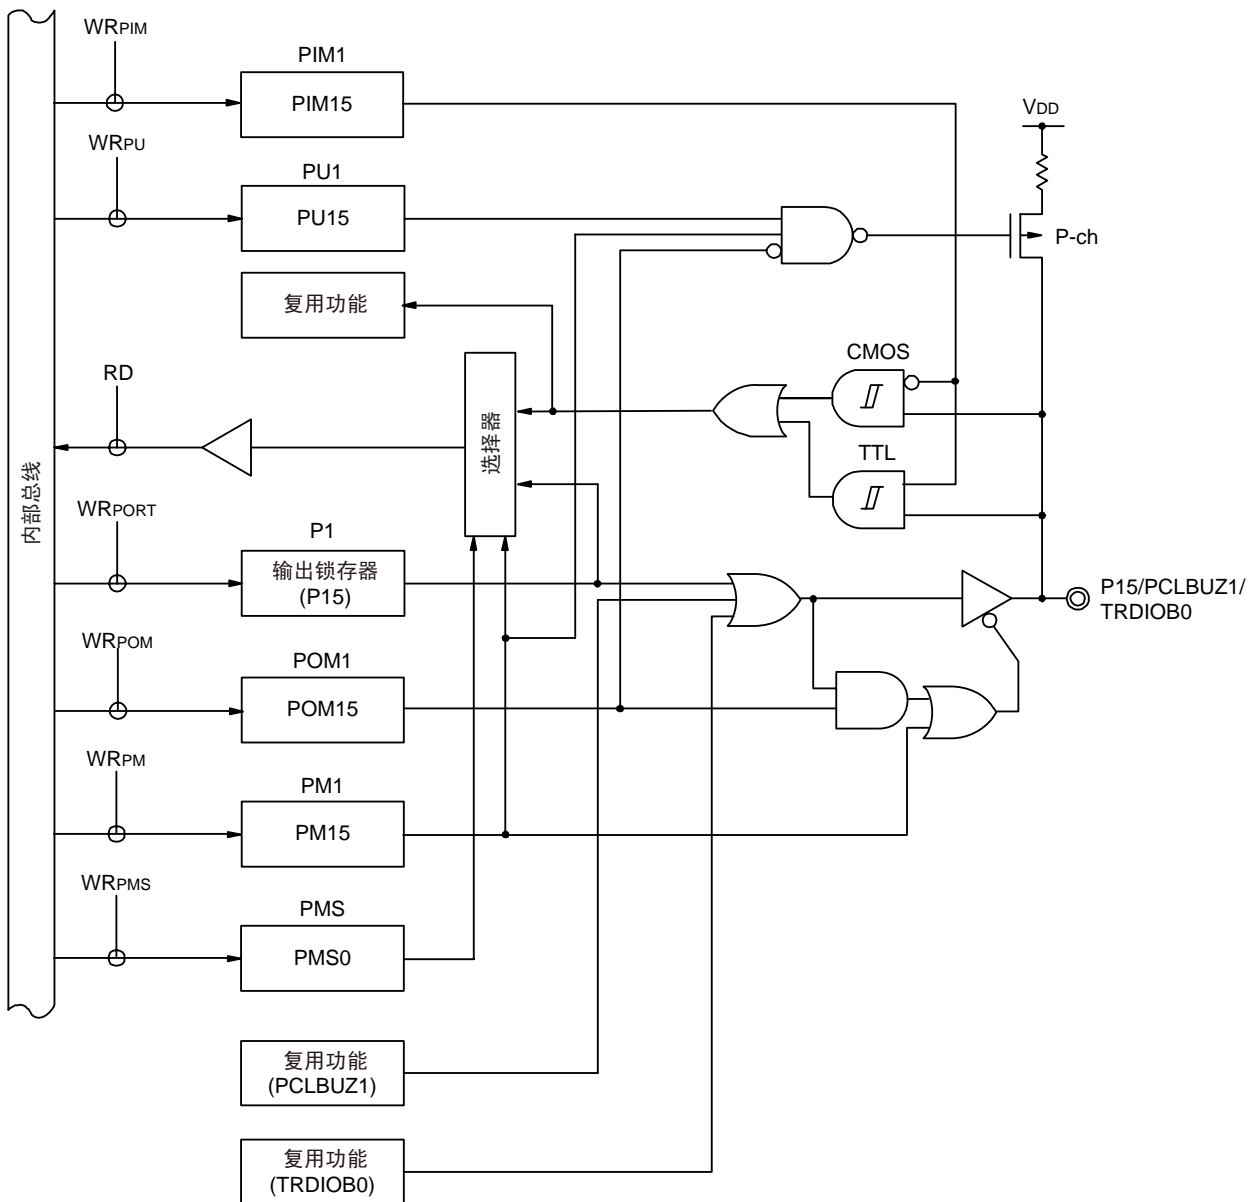 WRPIM
PIM1
PIM15
VDD
WRPU
PU1
PU15
P-ch
复用功能
CMOS
RD
选择器
TTL
内部总线
WRPORT
P1
输出锁存器
(P15)
P15/PCLBUZ1/
TRDIOB0
WRPOM
POM1
POM15
WRPM
PM1
PM15
WRPMS
PMS
PMS0
复用功能
(PCLBUZ1)
复用功能
(TRDIOB0)